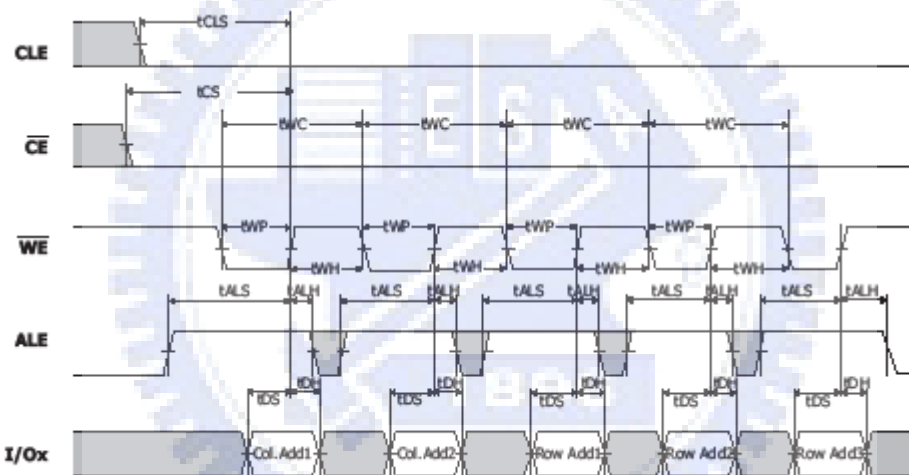 tCLS
CLE
tCS
tWC tWC tWC tWC
CE
tWP tWP tWP tWP
WE
tWH tWH tWH tWH
tALS tALH tALS tALH tALS tALH tALS tALH tALS tALH
ALE
tDH tDH tDH tDH tDH
tDS tDS tDS tDS tDS
I/Ox Col.Add1 Col.Add2 Row Add1 Row Add2 Row Add3